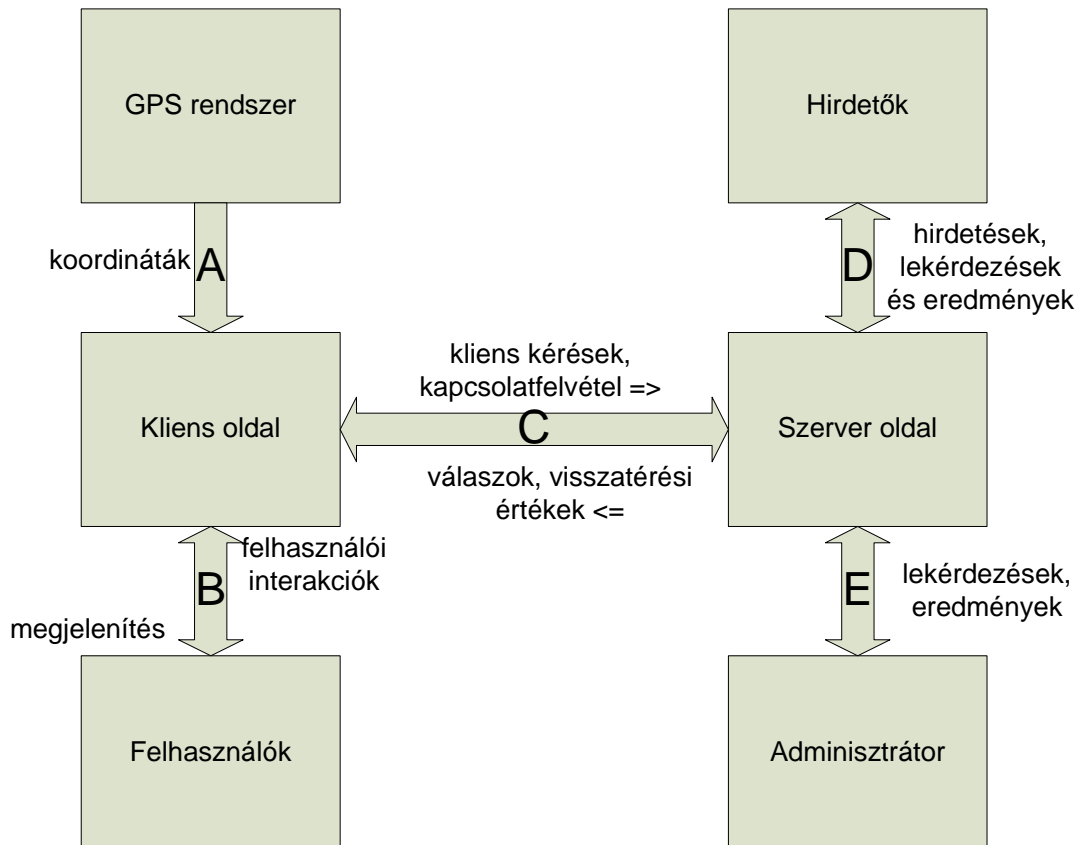 GPS rendszer
Hirdetők
koordináták
A
D
hirdetések,
lekérdezések
és eredmények
kliens kérések,
kapcsolatfelvétel =>
Kliens oldal
C
Szerver oldal
válaszok, visszatérési
értékek <=
felhasználói
interakciók
B
megjelenítés
E
lekérdezések,
eredmények
Felhasználók
Adminisztrátor